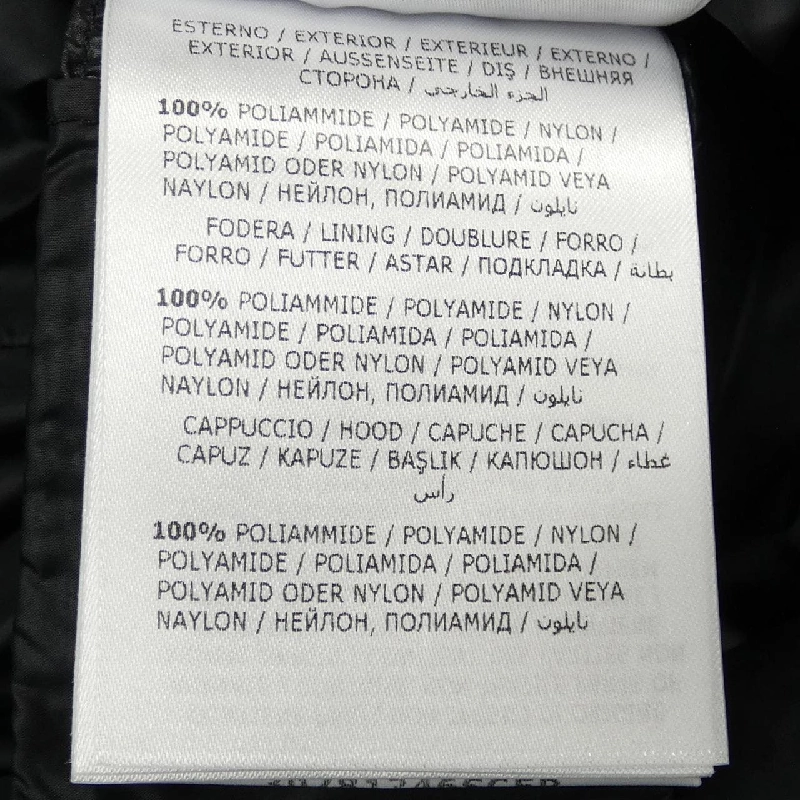 ESTERNO / EXTERIOR / EXTERIEUR / EXTERNO /
EXTERIOR / AUSSENSEITE / DIŞ / ВНЕШНЯЯ
СТОРОНА / الجزء الخارجي
100% POLIAMMIDE / POLYAMIDE / NYLON /
POLYAMIDE / POLIAMIDA / POLIAMIDA /
POLYAMID ODER NYLON / POLYAMID VEYA
NAYLON / НЕЙЛОН, ПОЛИАМИД / نايلون
FODERA / LINING / DOUBLURE / FORRO /
FORRO / FUTTER / ASTAR / ПОДКЛАДКА / بطانة
100% POLIAMMIDE / POLYAMIDE / NYLON /
POLYAMIDE / POLIAMIDA / POLIAMIDA /
POLYAMID ODER NYLON / POLYAMID VEYA
NAYLON / НЕЙЛОН, ПОЛИАМИД / نايلون
CAPPUCCIO / HOOD / CAPUCHE / CAPUCHA /
CAPUZ / KAPUZE / BAŞLIK / КАПЮШОН / غطاء
رأس
100% POLIAMMIDE / POLYAMIDE / NYLON /
POLYAMIDE / POLIAMIDA / POLIAMIDA /
POLYAMID ODER NYLON / POLYAMID VEYA
NAYLON / НЕЙЛОН, ПОЛИАМИД / نايلون